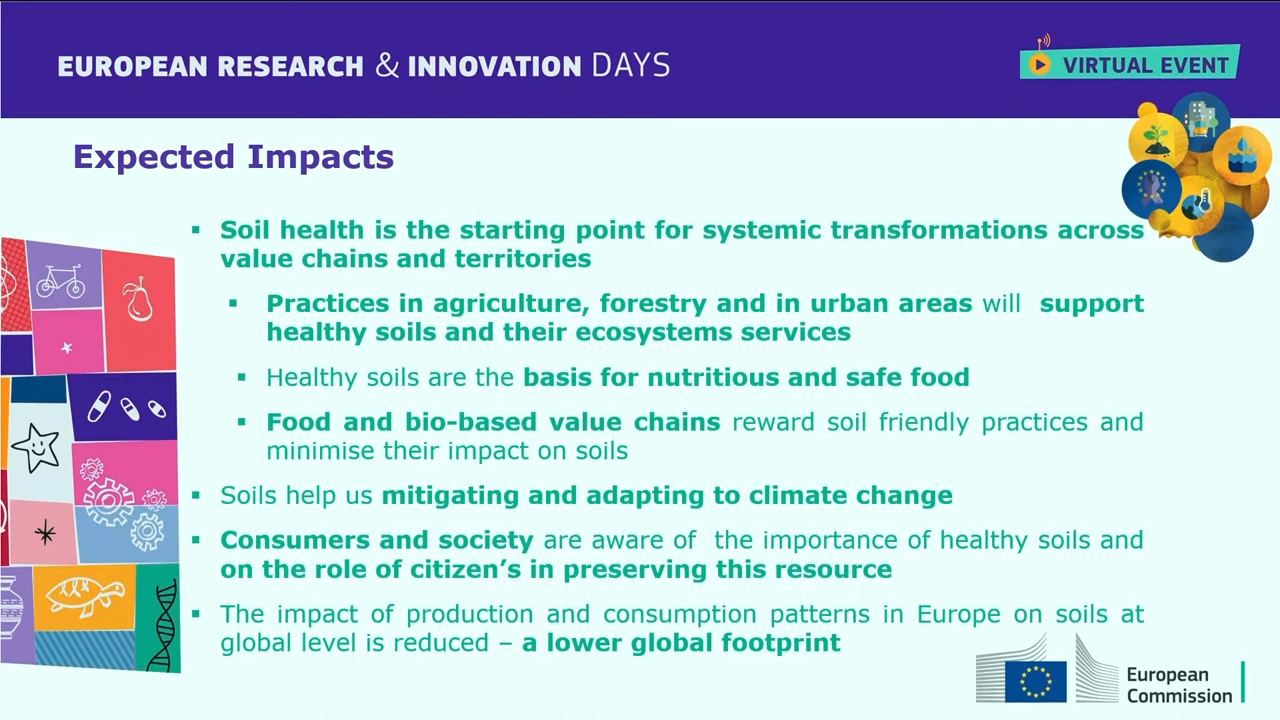 EUROPEAN RESEARCH & INNOVATION DAYS
VIRTUAL EVENT
Expected Impacts
▪ Soil health is the starting point for systemic transformations across
value chains and territories
▪ Practices in agriculture, forestry and in urban areas will support
healthy soils and their ecosystems services
▪ Healthy soils are the basis for nutritious and safe food
▪ Food and bio-based value chains reward soil friendly practices and
minimise their impact on soils
▪ Soils help us mitigating and adapting to climate change
▪ Consumers and society are aware of the importance of healthy soils and
on the role of citizen’s in preserving this resource
▪ The impact of production and consumption patterns in Europe on soils at
global level is reduced – a lower global footprint
European
Commission